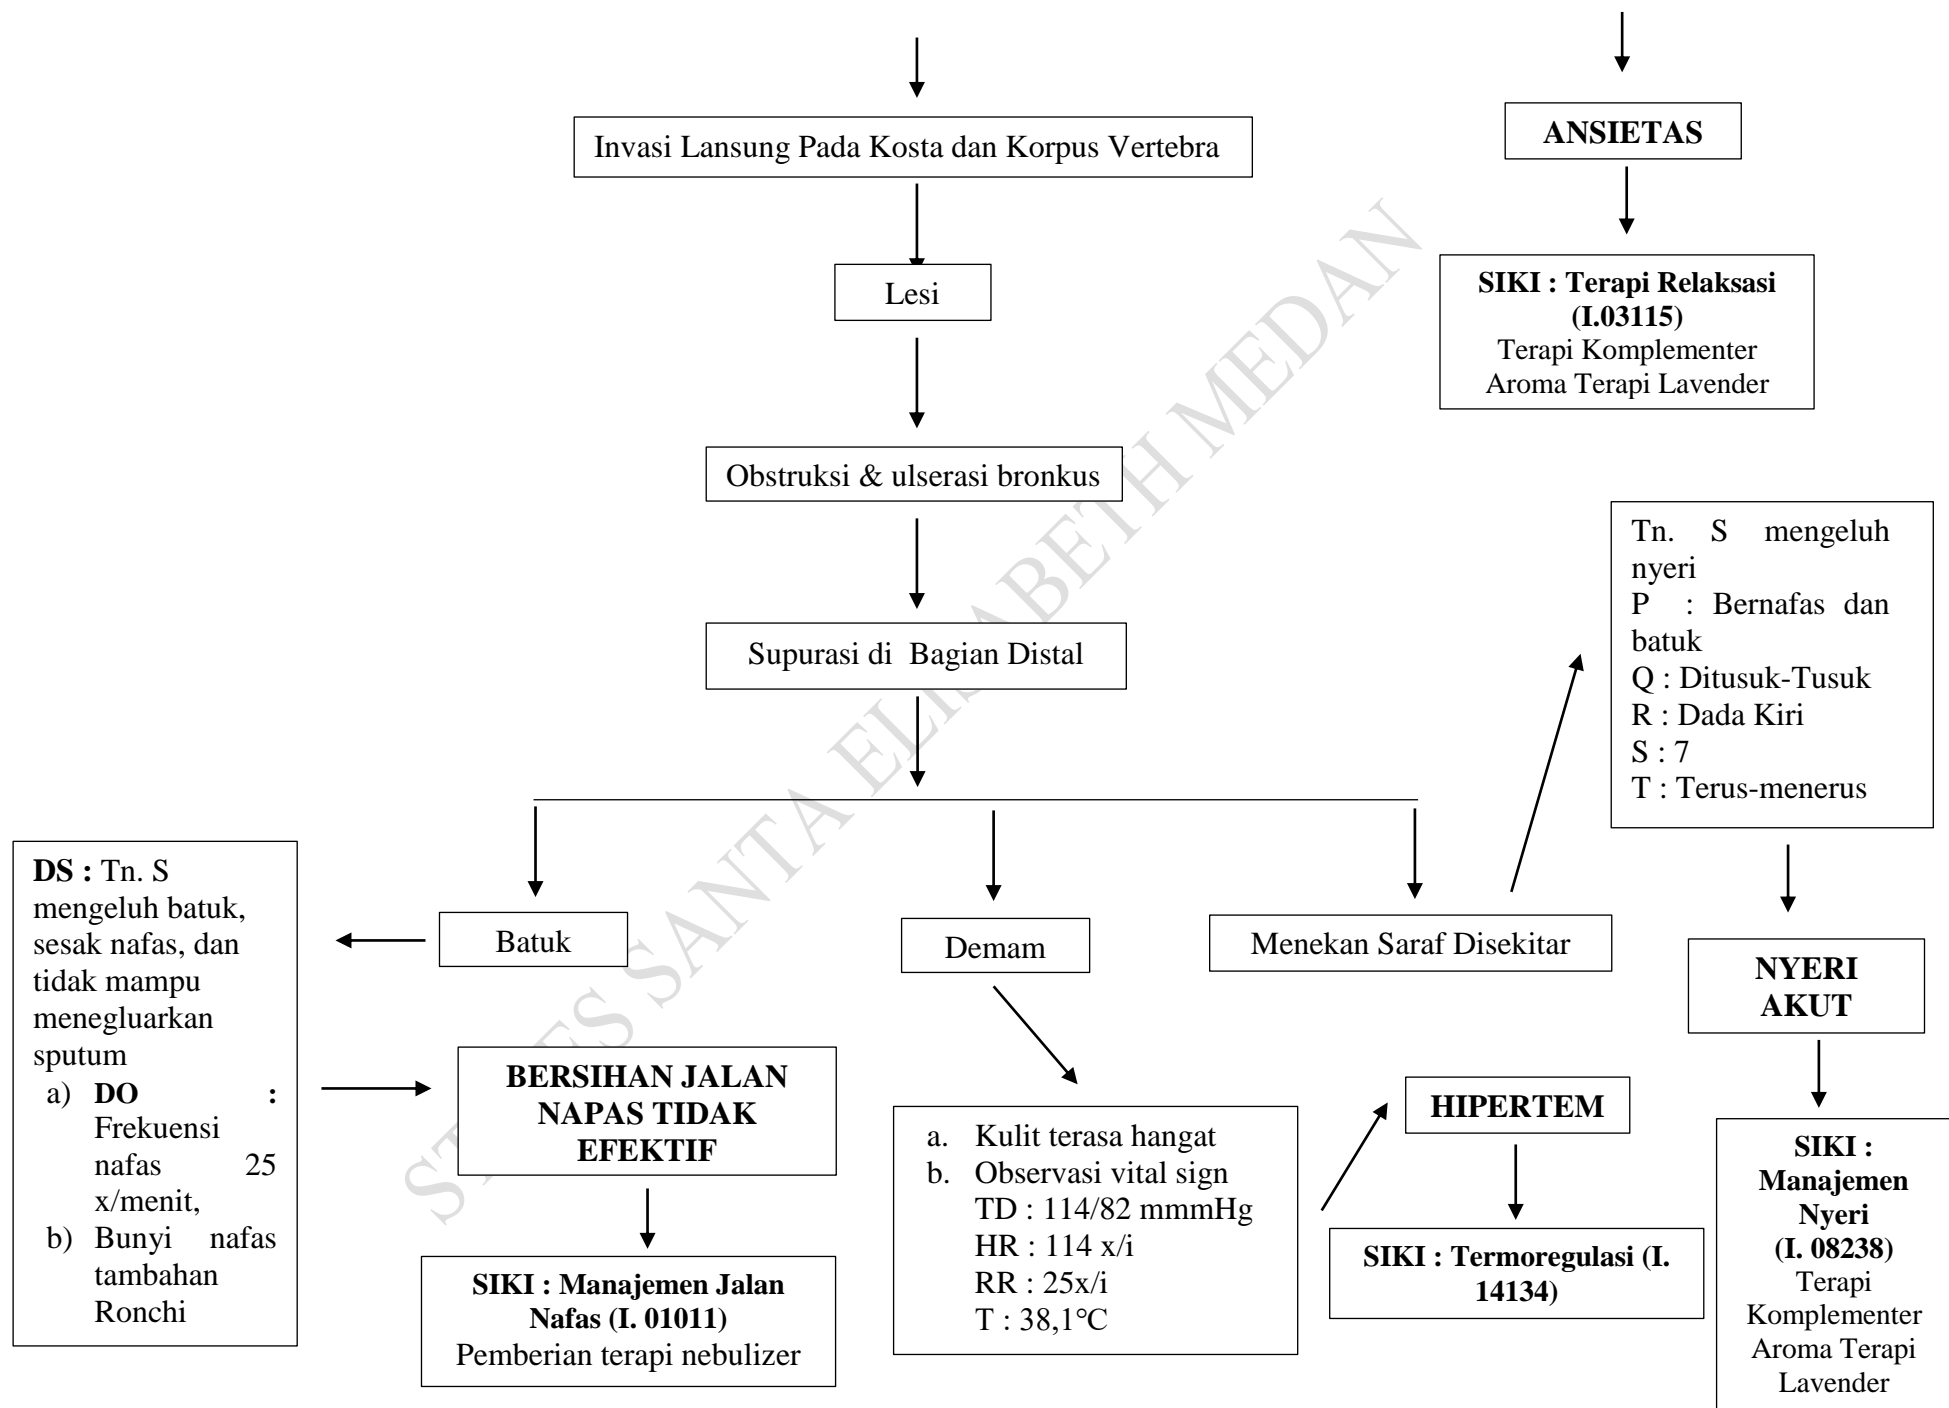 Invasi Lansung Pada Kosta dan Korpus Vertebra
ANSIETAS
Lesi
SIKI : Terapi Relaksasi
(I.03115)
Terapi Komplementer
Aroma Terapi Lavender
Obstruksi & ulserasi bronkus
Supurasi di Bagian Distal
Tn. S mengeluh
nyeri
P : Bernafas dan
batuk
Q : Ditusuk-Tusuk
R : Dada Kiri
S : 7
T : Terus-menerus
DS : Tn. S
mengeluh batuk,
sesak nafas, dan
tidak mampu
menegluarkan
sputum
a) DO :
Frekuensi
nafas 25
x/menit,
b) Bunyi nafas
tambahan
Ronchi
Batuk
Demam
Menekan Saraf Disekitar
NYERI
AKUT
BERSIHAN JALAN
NAPAS TIDAK
EFEKTIF
a. Kulit terasa hangat
b. Observasi vital sign
TD : 114/82 mmmHg
HR : 114 x/i
RR : 25x/i
T : 38,1°C
HIPERTEM
SIKI : Manajemen Jalan
Nafas (I. 01011)
Pemberian terapi nebulizer
SIKI : Termoregulasi (I.
14134)
SIKI :
Manajemen
Nyeri
(I. 08238)
Terapi
Komplementer
Aroma Terapi
Lavender
STIKES SANTA ELISABETH MEDAN